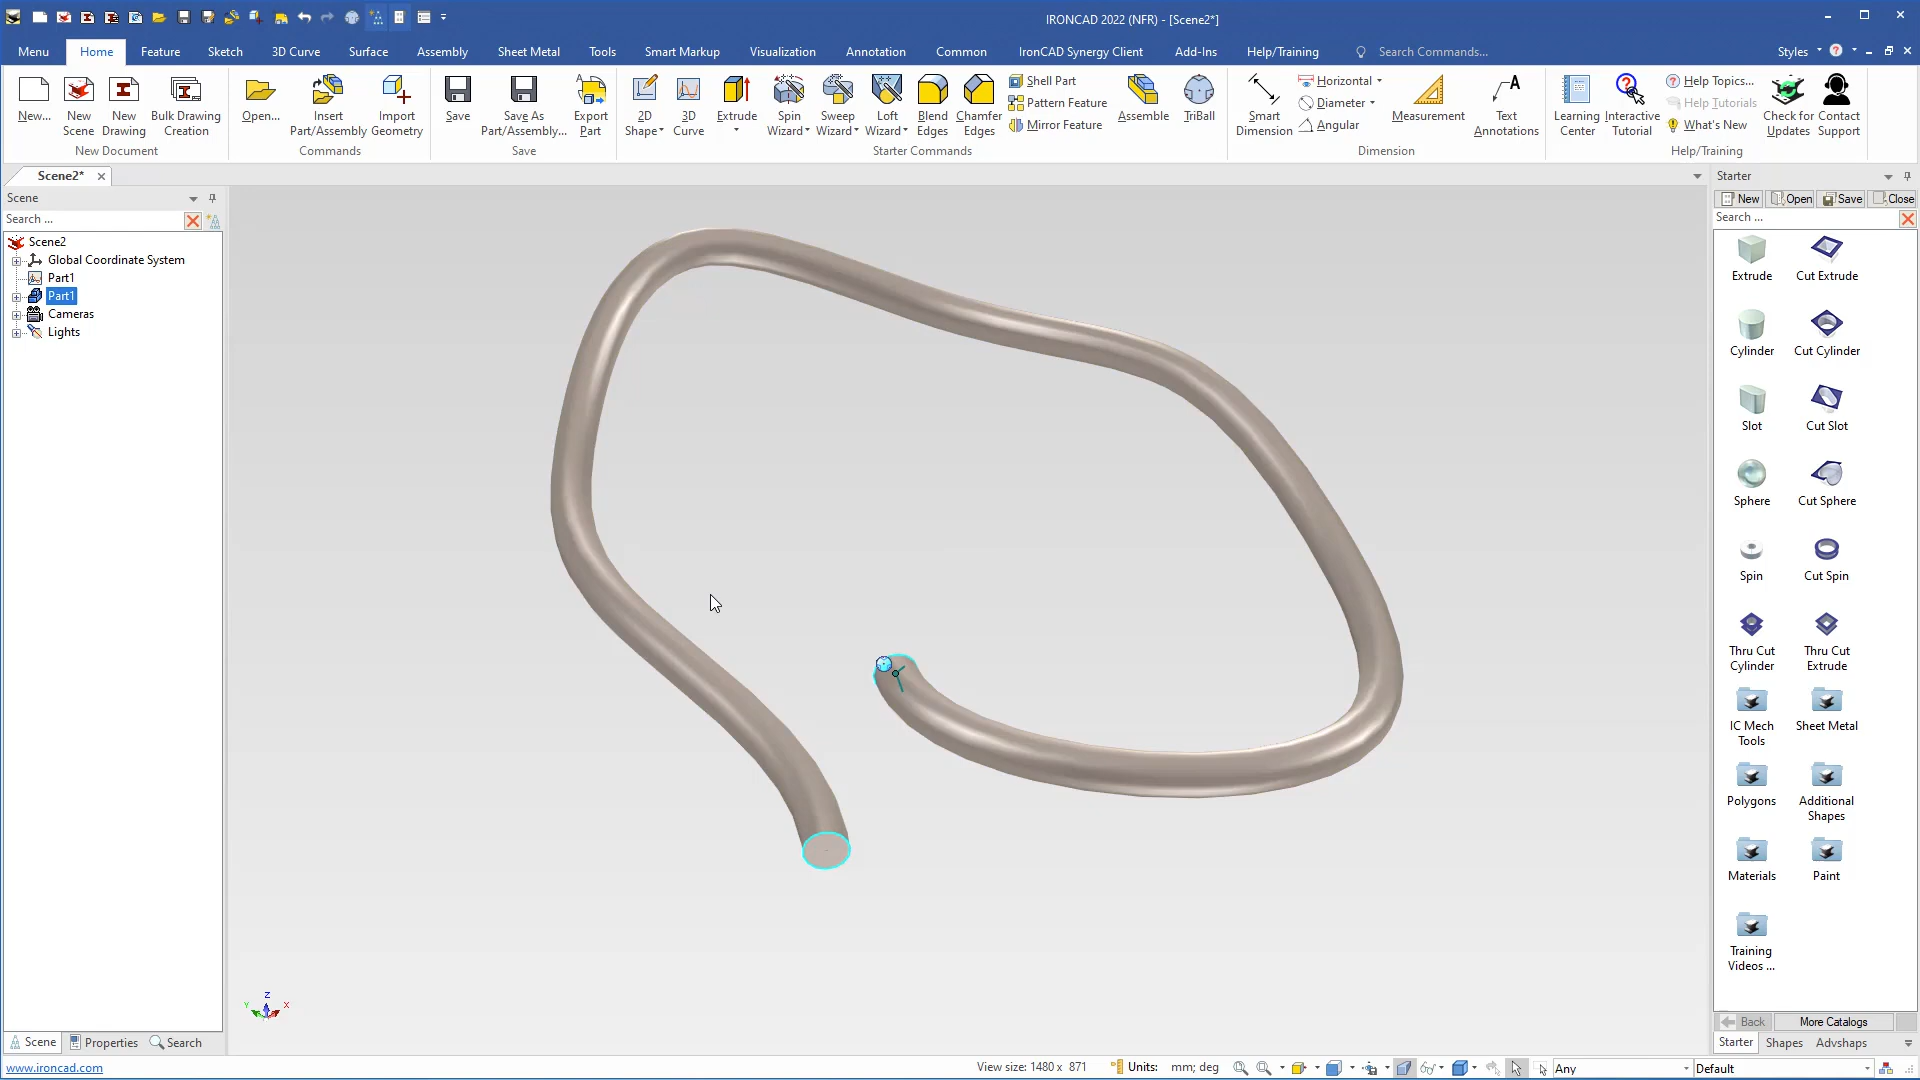 IRONCAD 2022 (NFR) - [Scene2*]
Menu Home Feature Sketch 3D Curve Surface Assembly Sheet Metal Tools Smart Markup Visualization Annotation Common IronCAD Synergy Client Add-Ins Help/Training Search Commands... Styles
New...
New Scene
New Drawing
Bulk Drawing Creation
New Document
Open...
Insert Part/Assembly
Import Geometry
Commands
Save
Save As Part/Assembly...
Export Part
Save
2D Shape
3D Curve
Extrude
Spin Wizard
Sweep Wizard
Loft Wizard
Blend Edges
Chamfer Edges
Shell Part
Pattern Feature
Mirror Feature
Assemble
TriBall
Starter Commands
Smart Dimension
Horizontal
Diameter
Angular
Measurement
Text Annotations
Dimension
Learning Center
Interactive Tutorial
Help Topics...
Help Tutorials
What's New
Check for Updates
Contact Support
Help/Training
Scene2*
Scene
Search ...
Scene2
Global Coordinate System
Part1
Part1
Cameras
Lights
Z
Y
X
Scene Properties Search
Starter
New Open Save Close
Search ...
Extrude
Cut Extrude
Cylinder
Cut Cylinder
Slot
Cut Slot
Sphere
Cut Sphere
Spin
Cut Spin
Thru Cut Cylinder
Thru Cut Extrude
IC Mech Tools
Sheet Metal
Polygons
Additional Shapes
Materials
Paint
Training Videos ...
Back More Catalogs
Starter Shapes Advshaps
www.ironcad.com
View size: 1480 x 871 Units: mm; deg Any Default